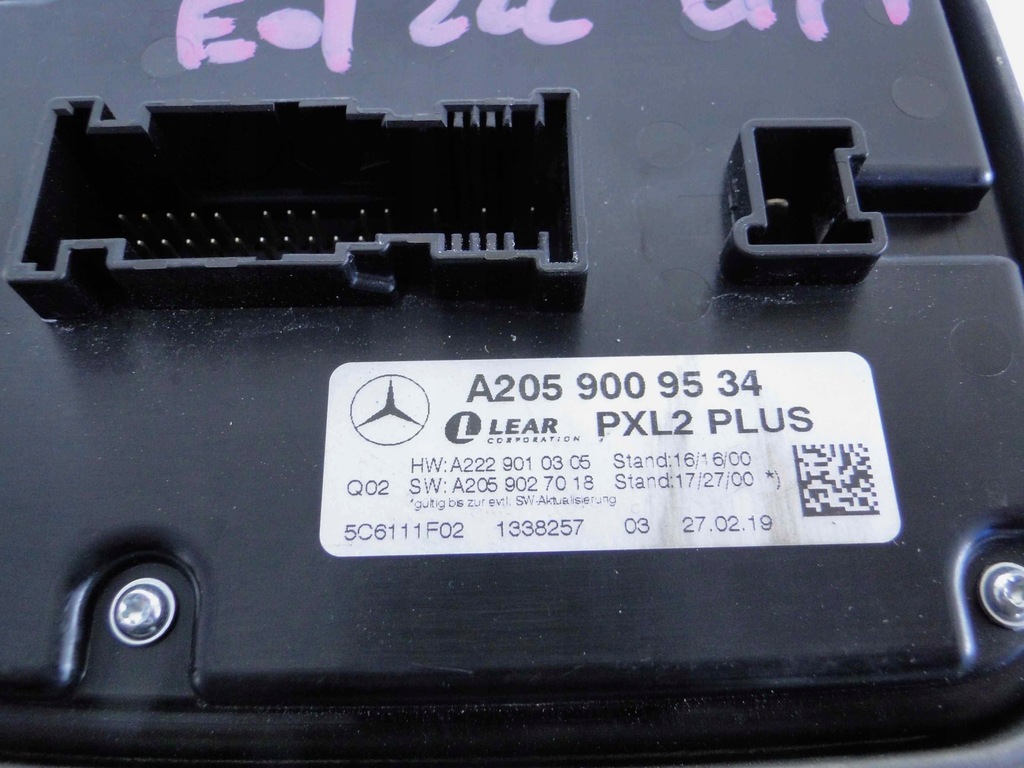 A205 900 95 34
LEAR PXL2 PLUS
CORPORATION
HW: A222 901 03 05 Stand: 16/16/00
Q02 SW: A205 902 70 18 Stand: 17/27/00 *)
*gültig bis zur evtl. SW-Aktualisierung
5C6111F02 1338257 03 27.02.19